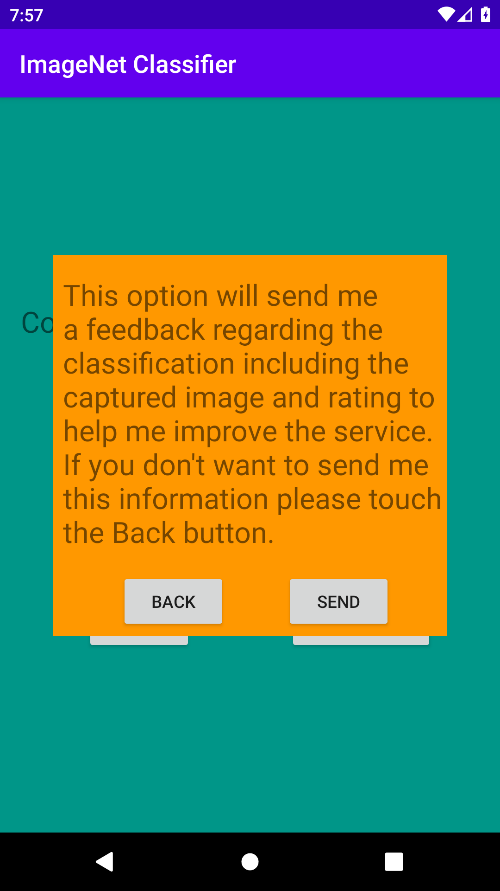 7:57
ImageNet Classifier
Co
This option will send me
a feedback regarding the
classification including the
captured image and rating to
help me improve the service.
If you don't want to send me
this information please touch
the Back button.
BACK
SEND